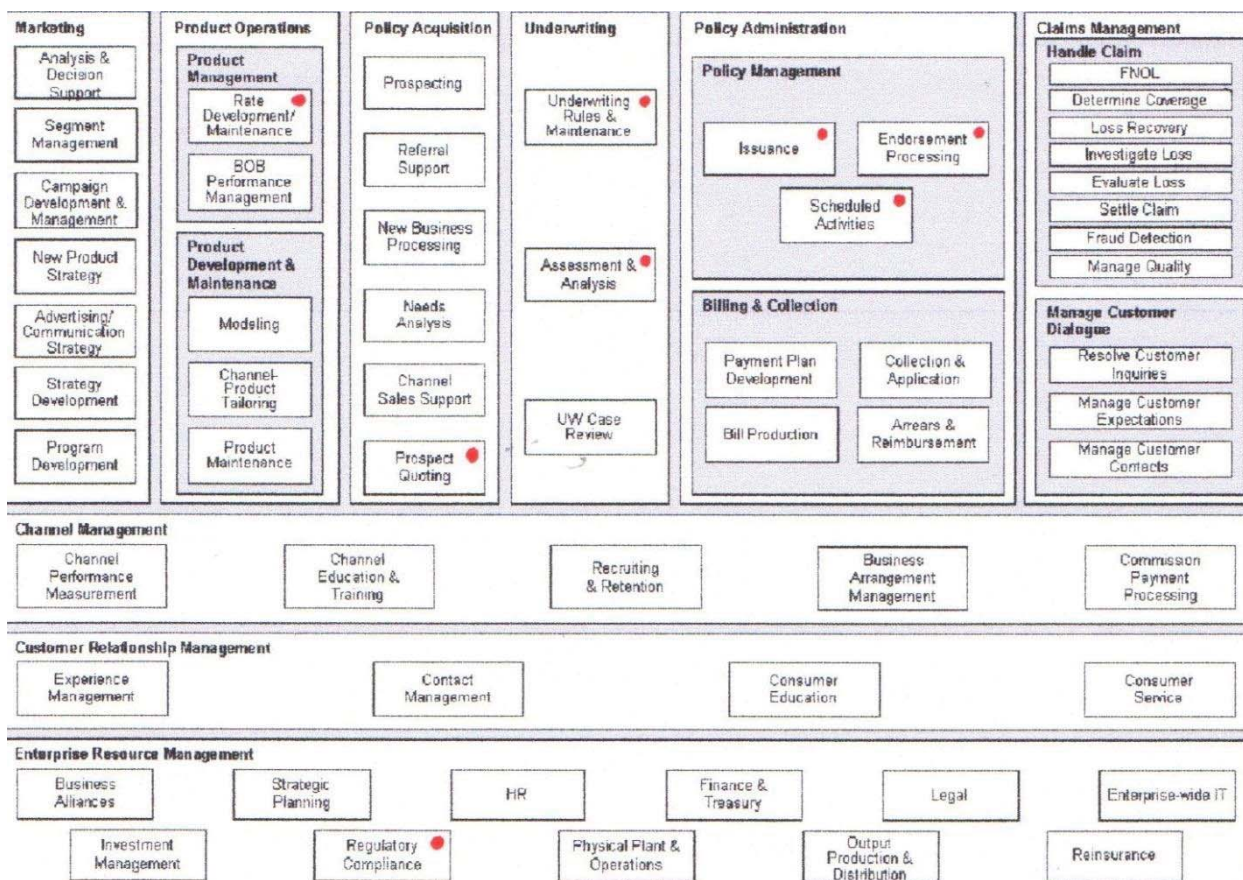 Marketing
Analysis &
Decision
Support
Segment
Management
Campaign
Development &
Management
New Product
Strategy
Advertising/
Communication
Strategy
Strategy
Development
Program
Development
Product Operations
Product
Management
Rate
Development/
Maintenance
BOB
Performance
Management
Product
Development &
Maintenance
Modeling
Channel-
Product
Tailoring
Product
Maintenance
Policy Acquisition
Prospecting
Referral
Support
New Business
Processing
Needs
Analysis
Channel
Sales Support
Prospect
Quoting
Underwriting
Underwriting
Rules &
Maintenance
Assessment &
Analysis
UW Case
Review
Policy Administration
Policy Management
Issuance
Endorsement
Processing
Scheduled
Activities
Billing & Collection
Payment Plan
Development
Collection &
Application
Bill Production
Arrears &
Reimbursement
Claims Management
Handle Claim
FNOL
Determine Coverage
Loss Recovery
Investigate Loss
Evaluate Loss
Settle Claim
Fraud Detection
Manage Quality
Manage Customer
Dialogue
Resolve Customer
Inquiries
Manage Customer
Expectations
Manage Customer
Contacts
Channel Management
Channel
Performance
Measurement
Channel
Education &
Training
Recruiting
& Retention
Business
Arrangement
Management
Commission
Payment
Processing
Customer Relationship Management
Experience
Management
Contact
Management
Consumer
Education
Consumer
Service
Enterprise Resource Management
Business
Alliances
Strategic
Planning
HR
Finance &
Treasury
Legal
Enterprise-wide IT
Investment
Management
Regulatory
Compliance
Physical Plant &
Operations
Output
Production &
Distribution
Reinsurance